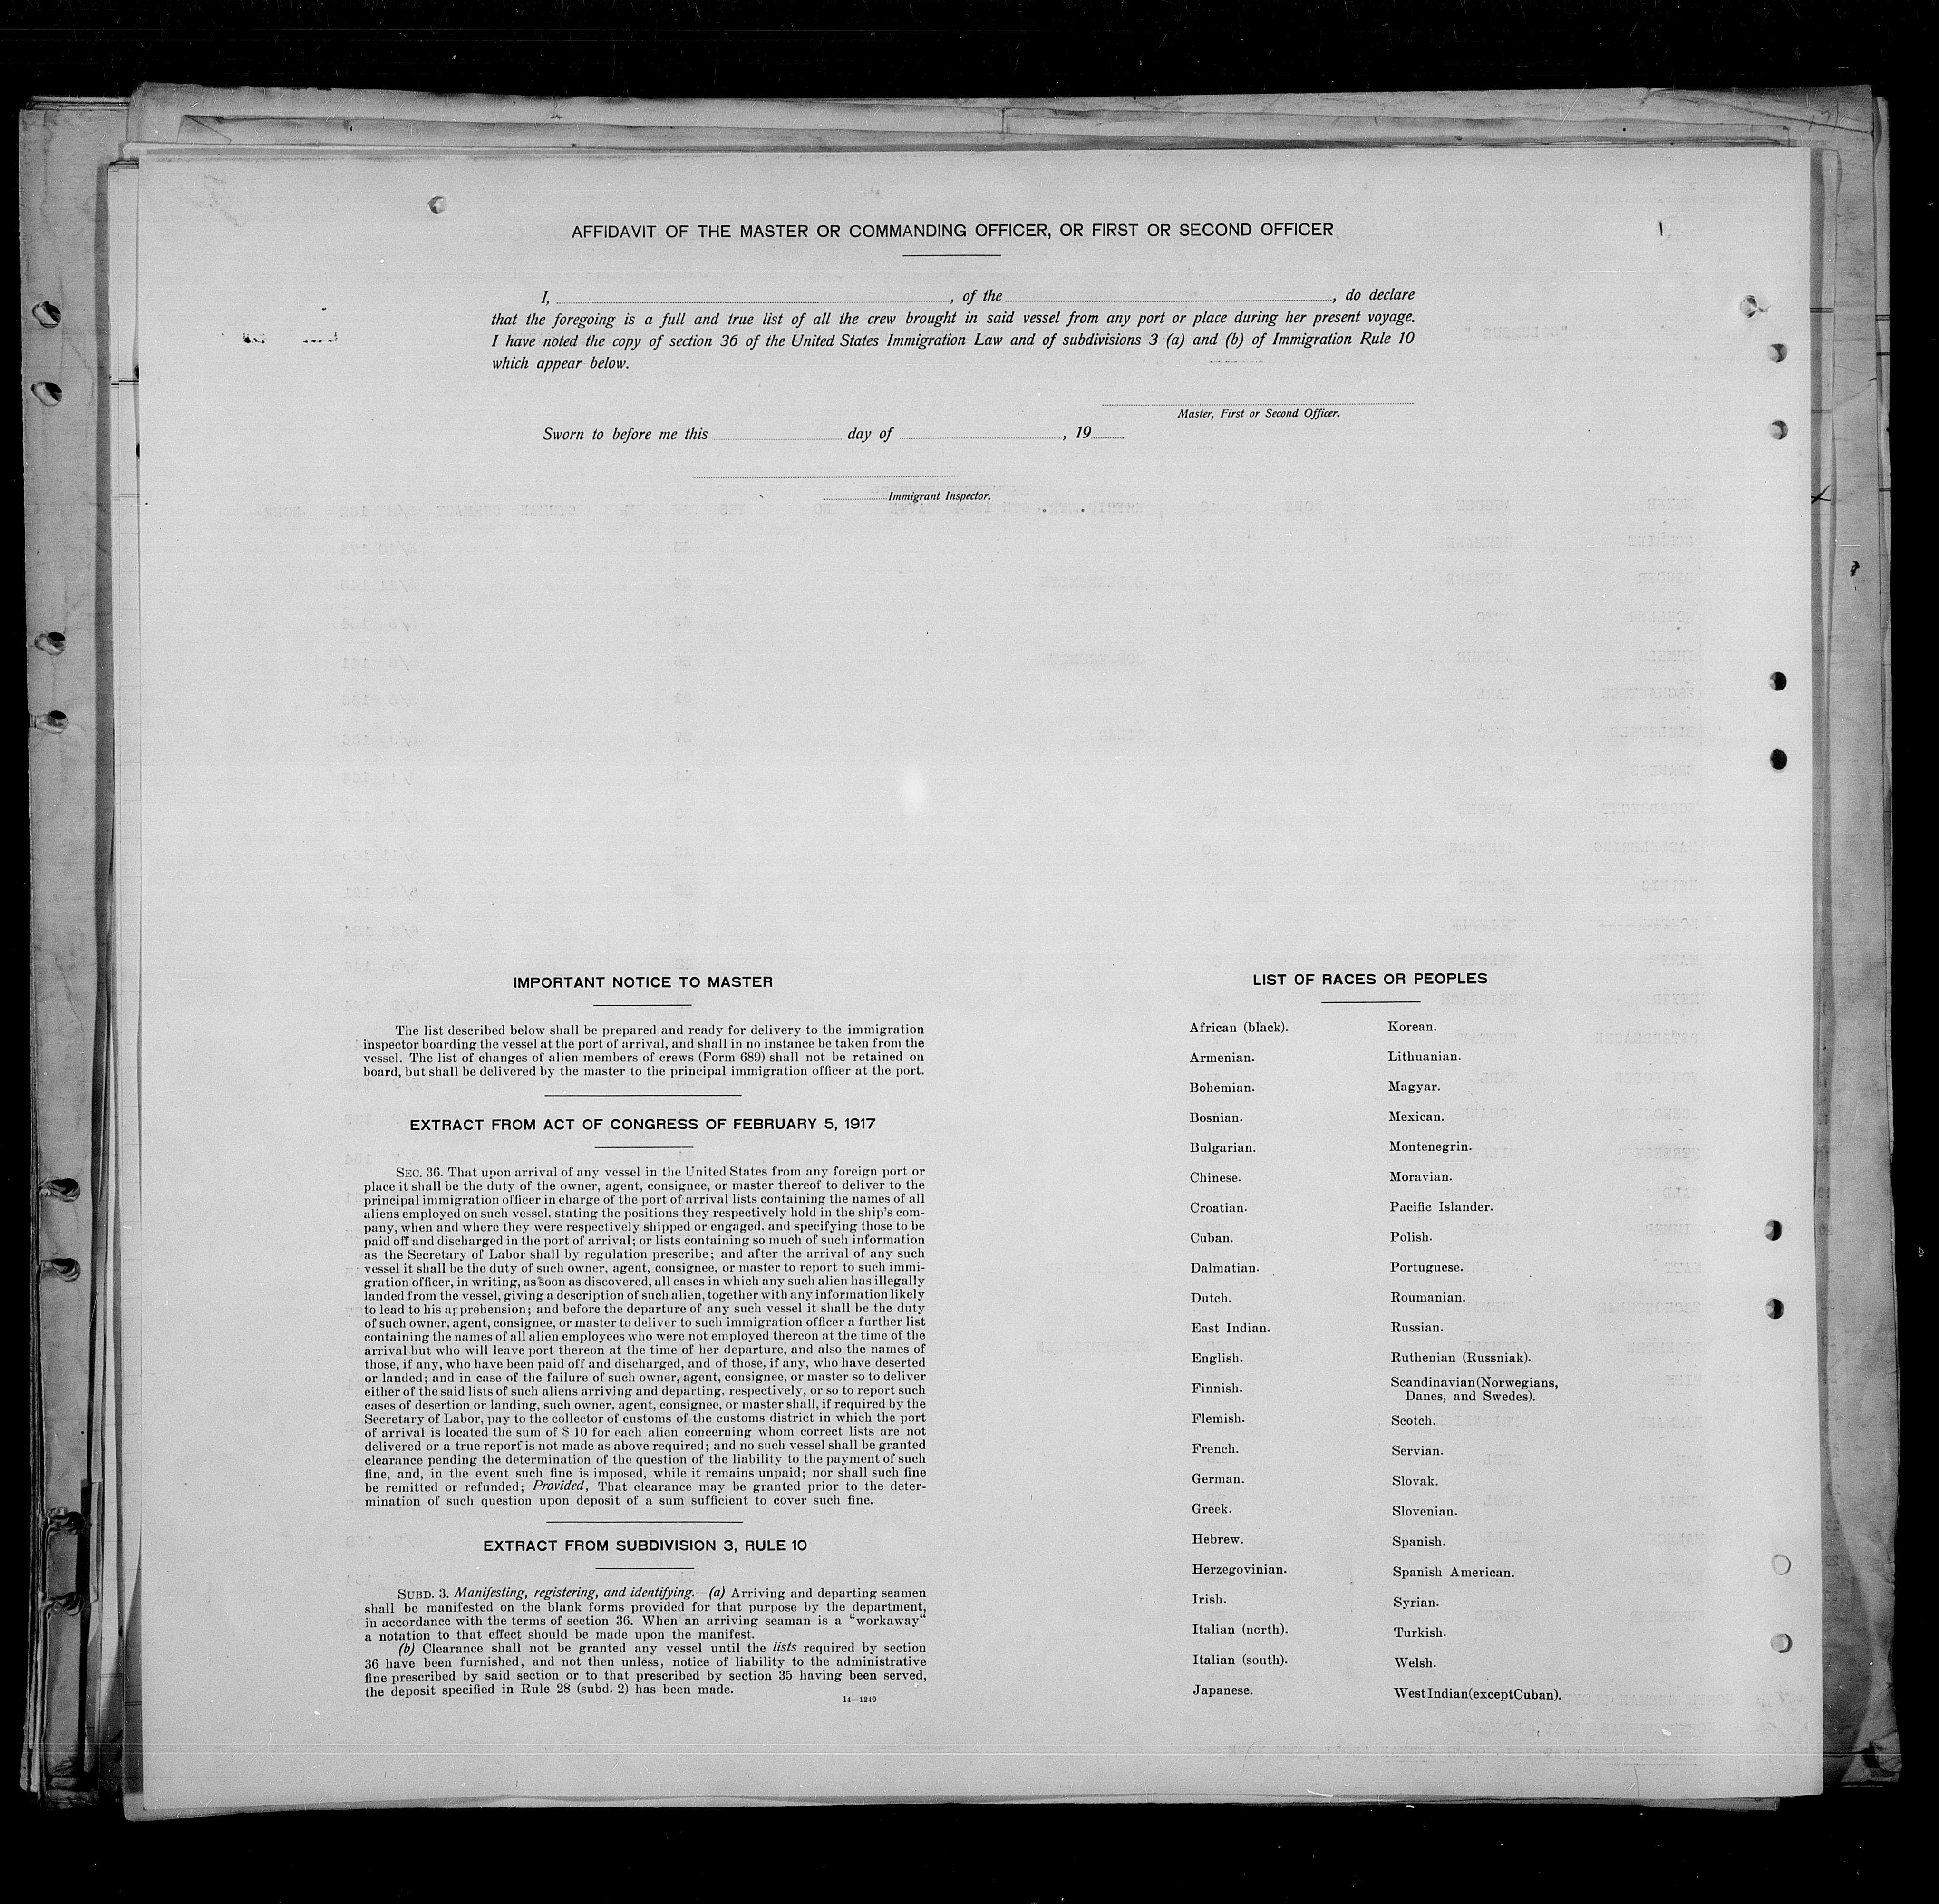 AFFIDAVIT OF THE MASTER OR COMMANDING OFFICER, OR FIRST OR SECOND OFFICER
I, , of the , do declare
that the foregoing is a full and true list of all the crew brought in said vessel from any port or place during her present voyage.
I have noted the copy of section 36 of the United States Immigration Law and of subdivisions 3 (a) and (b) of Immigration Rule 10
which appear below.
Master, First or Second Officer.
Sworn to before me this day of , 19
Immigrant Inspector.
IMPORTANT NOTICE TO MASTER
The list described below shall be prepared and ready for delivery to the immigration
inspector boarding the vessel at the port of arrival, and shall in no instance be taken from the
vessel. The list of changes of alien members of crews (Form 689) shall not be retained on
board, but shall be delivered by the master to the principal immigration officer at the port.
EXTRACT FROM ACT OF CONGRESS OF FEBRUARY 5, 1917
SEC. 36. That upon arrival of any vessel in the United States from any foreign port or
place it shall be the duty of the owner, agent, consignee, or master thereof to deliver to the
principal immigration officer in charge of the port of arrival lists containing the names of all
aliens employed on such vessel, stating the positions they respectively hold in the ship's com-
pany, when and where they were respectively shipped or engaged, and specifying those to be
paid off and discharged in the port of arrival; or lists containing so much of such information
as the Secretary of Labor shall by regulation prescribe; and after the arrival of any such
vessel it shall be the duty of such owner, agent, consignee, or master to report to such immi-
gration officer, in writing, as soon as discovered, all cases in which any such alien has illegally
landed from the vessel, giving a description of such alien, together with any information likely
to lead to his apprehension; and before the departure of any such vessel it shall be the duty
of such owner, agent, consignee, or master to deliver to such immigration officer a further list
containing the names of all alien employees who were not employed thereon at the time of the
arrival but who will leave port thereon at the time of her departure, and also the names of
those, if any, who have been paid off and discharged, and of those, if any, who have deserted
or landed; and in case of the failure of such owner, agent, consignee, or master so to deliver
either of the said lists of such aliens arriving and departing, respectively, or so to report such
cases of desertion or landing, such owner, agent, consignee, or master shall, if required by the
Secretary of Labor, pay to the collector of customs of the customs district in which the port
of arrival is located the sum of $ 10 for each alien concerning whom correct lists are not
delivered or a true report is not made as above required; and no such vessel shall be granted
clearance pending the determination of the question of the liability to the payment of such
fine, and, in the event such fine is imposed, while it remains unpaid; nor shall such fine
be remitted or refunded; Provided, That clearance may be granted prior to the deter-
mination of such question upon deposit of a sum sufficient to cover such fine.
EXTRACT FROM SUBDIVISION 3, RULE 10
SUBD. 3. Manifesting, registering, and identifying.—(a) Arriving and departing seamen
shall be manifested on the blank forms provided for that purpose by the department,
in accordance with the terms of section 36. When an arriving seaman is a "workaway"
a notation to that effect should be made upon the manifest.
(b) Clearance shall not be granted any vessel until the lists required by section
36 have been furnished, and not then unless, notice of liability to the administrative
fine prescribed by said section or to that prescribed by section 35 having been served,
the deposit specified in Rule 28 (subd. 2) has been made.
14—1240
LIST OF RACES OR PEOPLES
African (black).
Armenian.
Bohemian.
Bosnian.
Bulgarian.
Chinese.
Croatian.
Cuban.
Dalmatian.
Dutch.
East Indian.
English.
Finnish.
Flemish.
French.
German.
Greek.
Hebrew.
Herzegovinian.
Irish.
Italian (north).
Italian (south).
Japanese.
Korean.
Lithuanian.
Magyar.
Mexican.
Montenegrin.
Moravian.
Pacific Islander.
Polish.
Portuguese.
Roumanian.
Russian.
Ruthenian (Russniak).
Scandinavian (Norwegians,
Danes, and Swedes).
Scotch.
Servian.
Slovak.
Slovenian.
Spanish.
Spanish American.
Syrian.
Turkish.
Welsh.
West Indian (except Cuban).